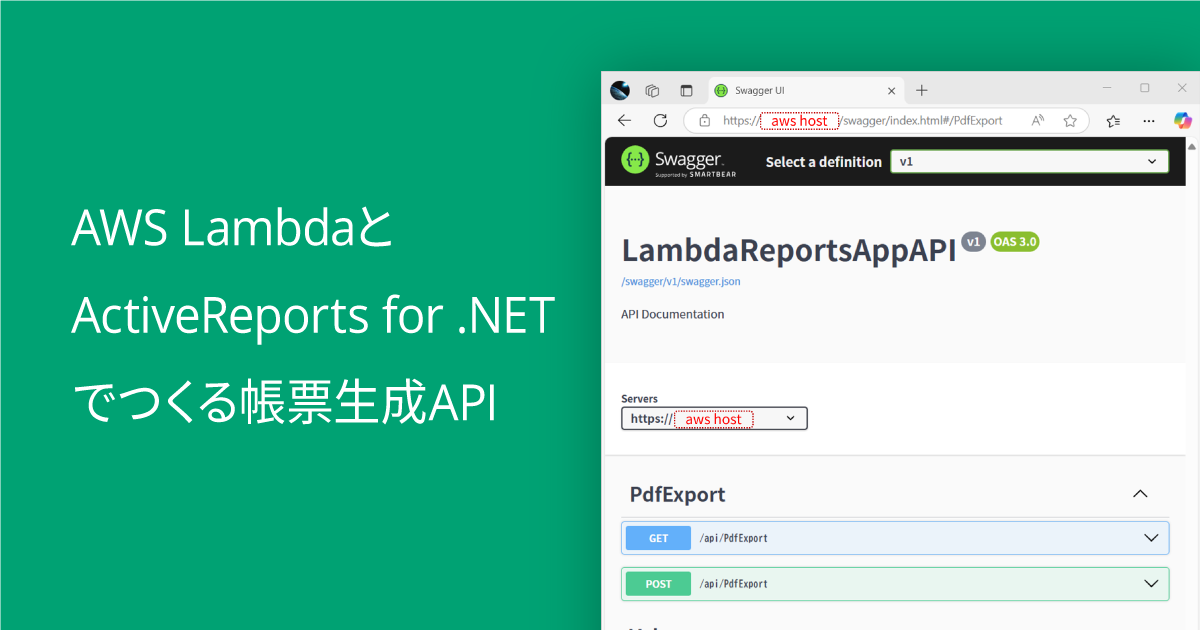 AWS Lambdaと
ActiveReports for .NET
でつくる帳票生成API
Swagger UI
https://aws host/swagger/index.html#/PdfExport
Swagger
Supported by SMARTBEAR
Select a definition
v1
LambdaReportsAppAPI v1 OAS 3.0
/swagger/v1/swagger.json
API Documentation
Servers
https://aws host
PdfExport
GET /api/PdfExport
POST /api/PdfExport